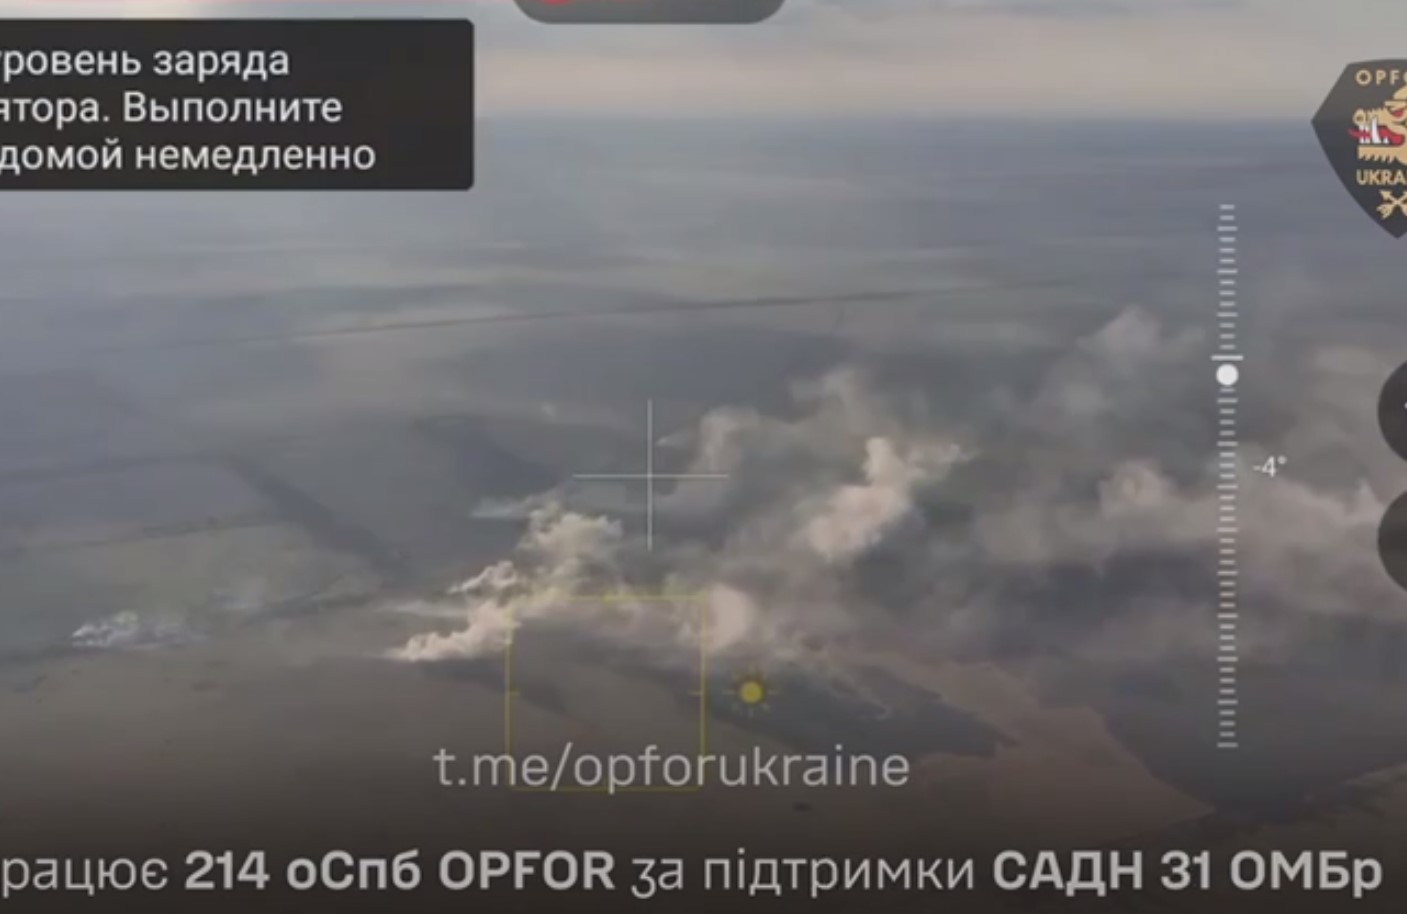 уровень заряда
ятора. Выполните
домой немедленно
OPFO
UKRA
-4°
t.me/opforukraine
рацює 214 оСпб OPFOR за підтримки САДН 31 ОМБр